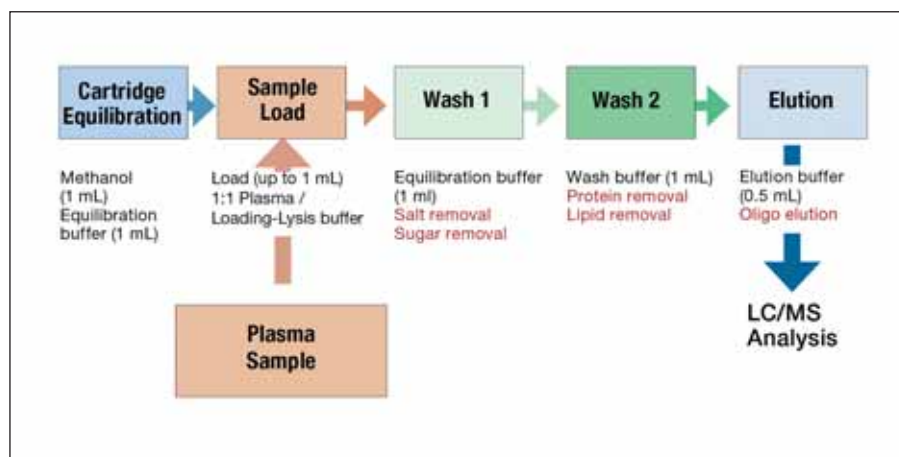 Cartridge
Equilibration
Sample
Load
Wash 1
Wash 2
Elution
Methanol
(1 mL)
Equilibration
buffer (1 mL)
Load (up to 1 mL)
1:1 Plasma /
Loading-Lysis buffer
Equilibration buffer
(1 ml)
Salt removal
Sugar removal
Wash buffer (1 mL)
Protein removal
Lipid removal
Elution buffer
(0.5 mL)
Oligo elution
Plasma
Sample
LC/MS
Analysis